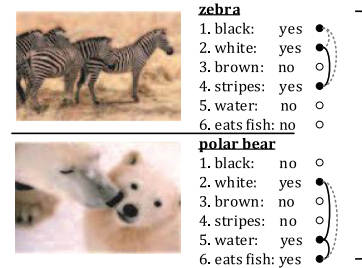 zebra
1. black: yes
2. white: yes
3. brown: no
4. stripes: yes
5. water: no
6. eats fish: no
polar bear
1. black: no
2. white: yes
3. brown: no
4. stripes: no
5. water: yes
6. eats fish: yes